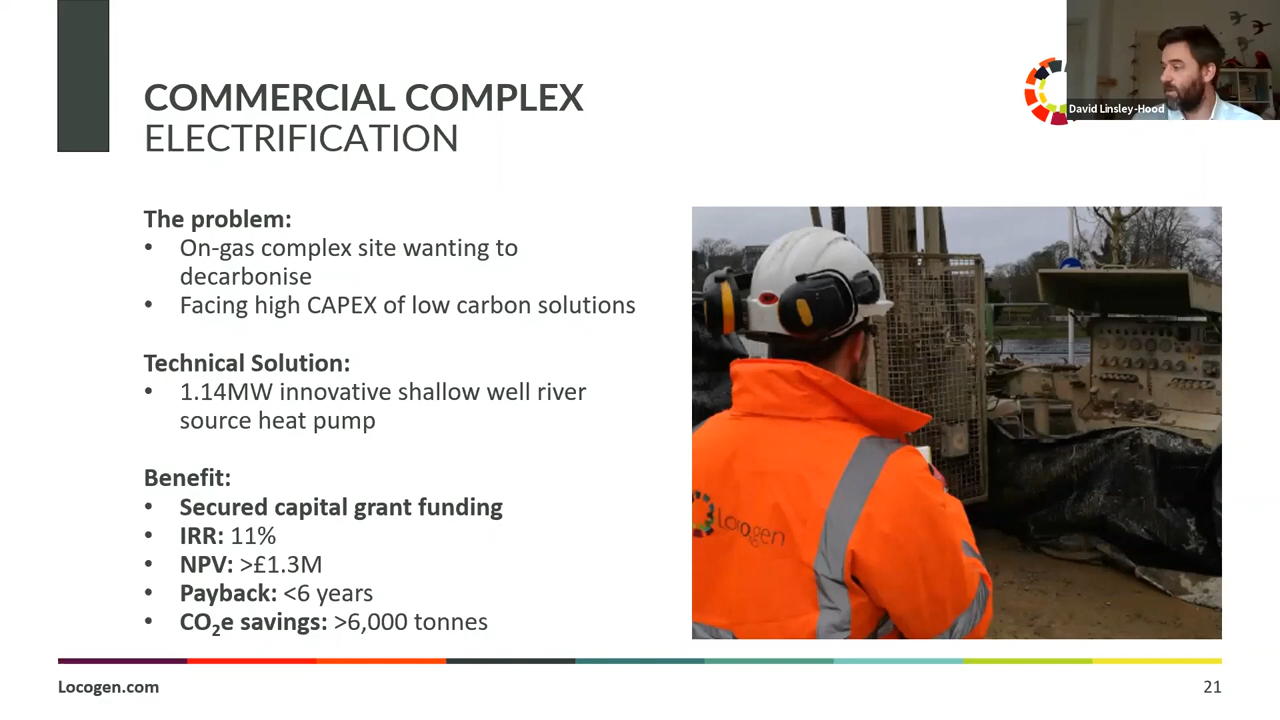 COMMERCIAL COMPLEX
ELECTRIFICATION
David Linsley-Hood
The problem:
• On-gas complex site wanting to
decarbonise
• Facing high CAPEX of low carbon solutions
Technical Solution:
• 1.14MW innovative shallow well river
source heat pump
Benefit:
• Secured capital grant funding
• IRR: 11%
• NPV: >£1.3M
• Payback: <6 years
• CO₂e savings: >6,000 tonnes
Locogen
Locogen.com
21